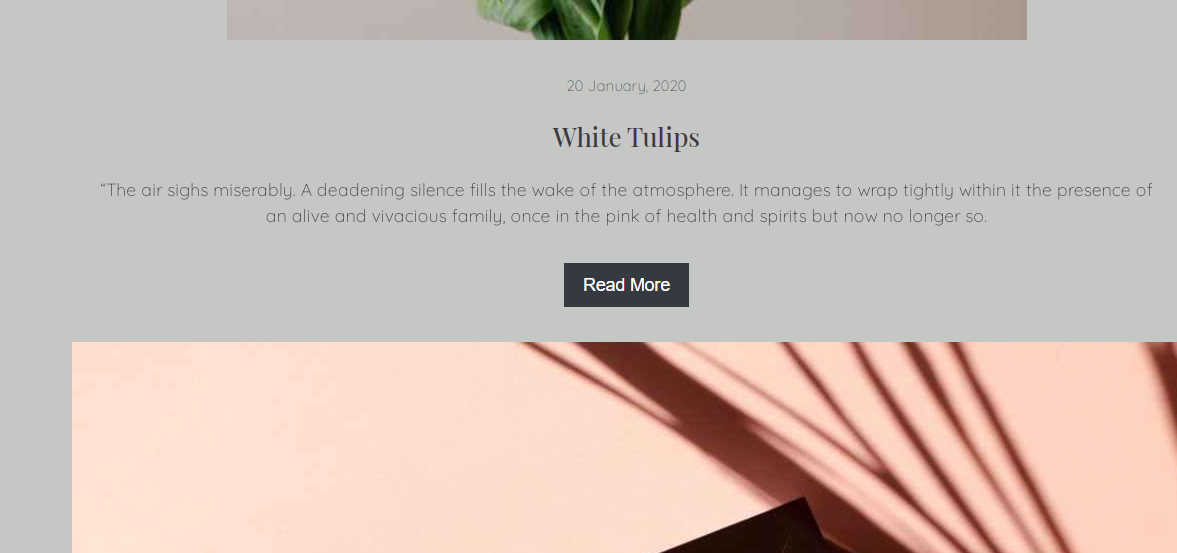 20 January, 2020
White Tulips
“The air sighs miserably. A deadening silence fills the wake of the atmosphere. It manages to wrap tightly within it the presence of
an alive and vivacious family, once in the pink of health and spirits but now no longer so.
Read More